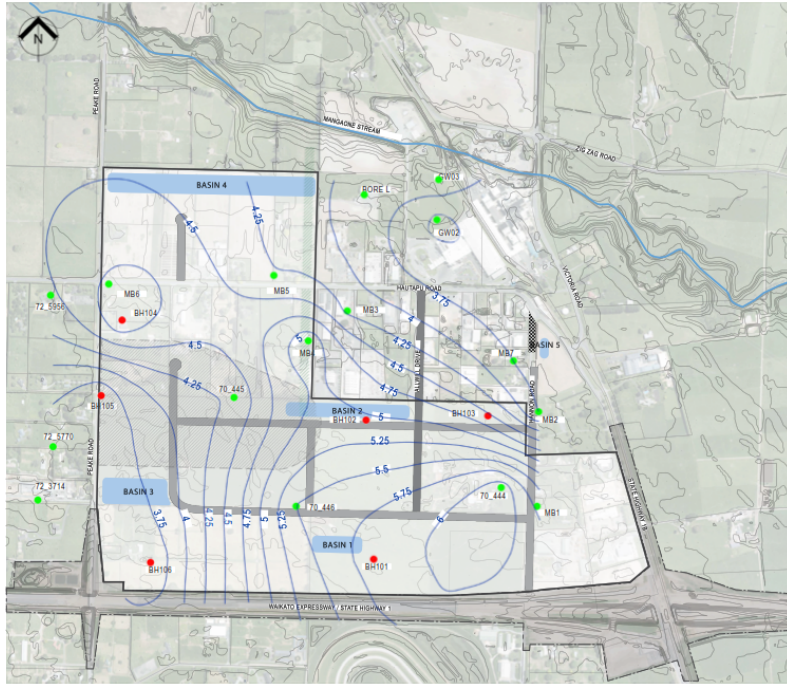 N
PEAKE ROAD
MANGAONE STREAM
ZIG ZAG ROAD
BASIN 4
BORE L
GW03
GW02
4.5
4.25
MB5
HAUTAPU ROAD
3.75
VICTORIA ROAD
72_5956
MB6
BH104
MB3
4
4.25
5
MB4
4.5
MB7
BASIN 5
4.5
4.25
4.75
70_445
BH105
BASIN 2
BH102
5
BH103
MB2
72_5770
PEAKE ROAD
5.25
5.5
5.75
70_444
72_3714
BASIN 3
3.75
4
4.25
4.5
4.75
5
5.25
70_446
6
MB1
BASIN 1
BH106
BH101
WAIKATO EXPRESSWAY / STATE HIGHWAY 1